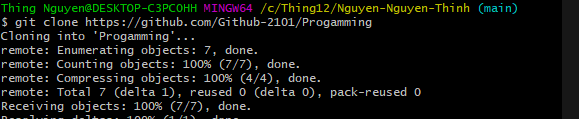 Thing Nguyen@DESKTOP-C3PCOHH MINGW64 /c/Thing12/Nguyen-Nguyen-Thinh (main)
$ git clone https://github.com/Github-2101/Progamming
Cloning into 'Progamming'...
remote: Enumerating objects: 7, done.
remote: Counting objects: 100% (7/7), done.
remote: Compressing objects: 100% (4/4), done.
remote: Total 7 (delta 1), reused 0 (delta 0), pack-reused 0
Receiving objects: 100% (7/7), done.
Resolving deltas: 100% (1/1), done.